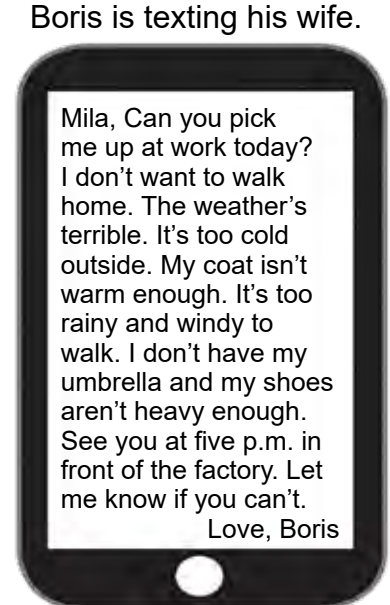 Boris is texting his wife.
Mila, Can you pick
me up at work today?
I don’t want to walk
home. The weather’s
terrible. It’s too cold
outside. My coat isn’t
warm enough. It’s too
rainy and windy to
walk. I don’t have my
umbrella and my shoes
aren’t heavy enough.
See you at five p.m. in
front of the factory. Let
me know if you can’t.
Love, Boris